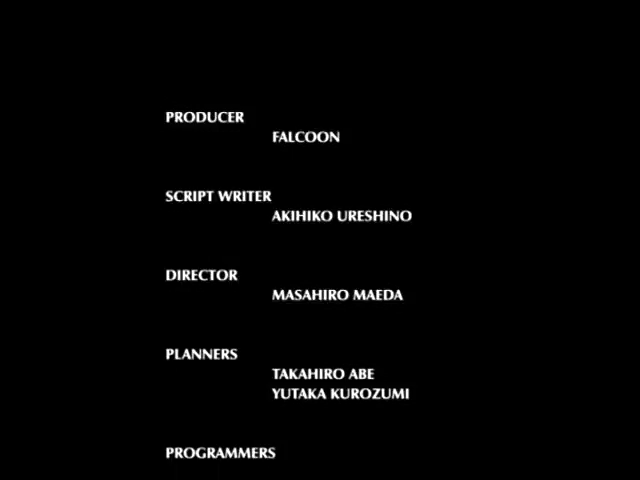 PRODUCER
FALCOON
SCRIPT WRITER
AKIHIKO URESHINO
DIRECTOR
MASAHIRO MAEDA
PLANNERS
TAKAHIRO ABE
YUTAKA KUROZUMI
PROGRAMMERS